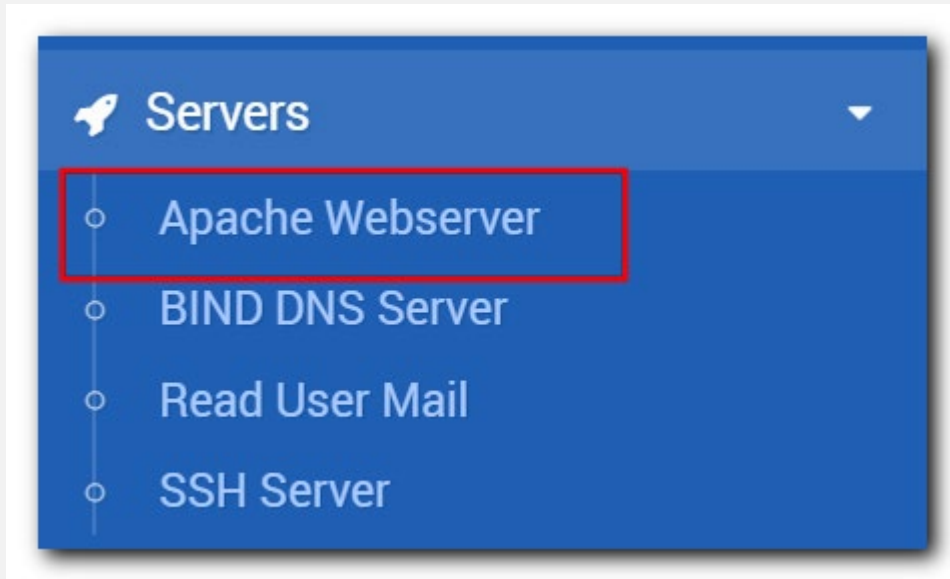 Servers
Apache Webserver
BIND DNS Server
Read User Mail
SSH Server